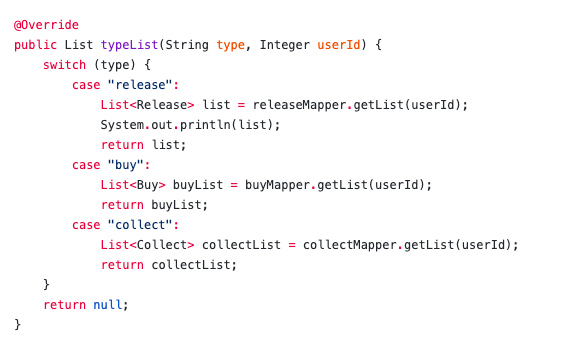 @Override
public List typeList(String type, Integer userId) {
    switch (type) {
        case "release":
            List<Release> list = releaseMapper.getList(userId);
            System.out.println(list);
            return list;
        case "buy":
            List<Buy> buyList = buyMapper.getList(userId);
            return buyList;
        case "collect":
            List<Collect> collectList = collectMapper.getList(userId);
            return collectList;
    }
    return null;
}